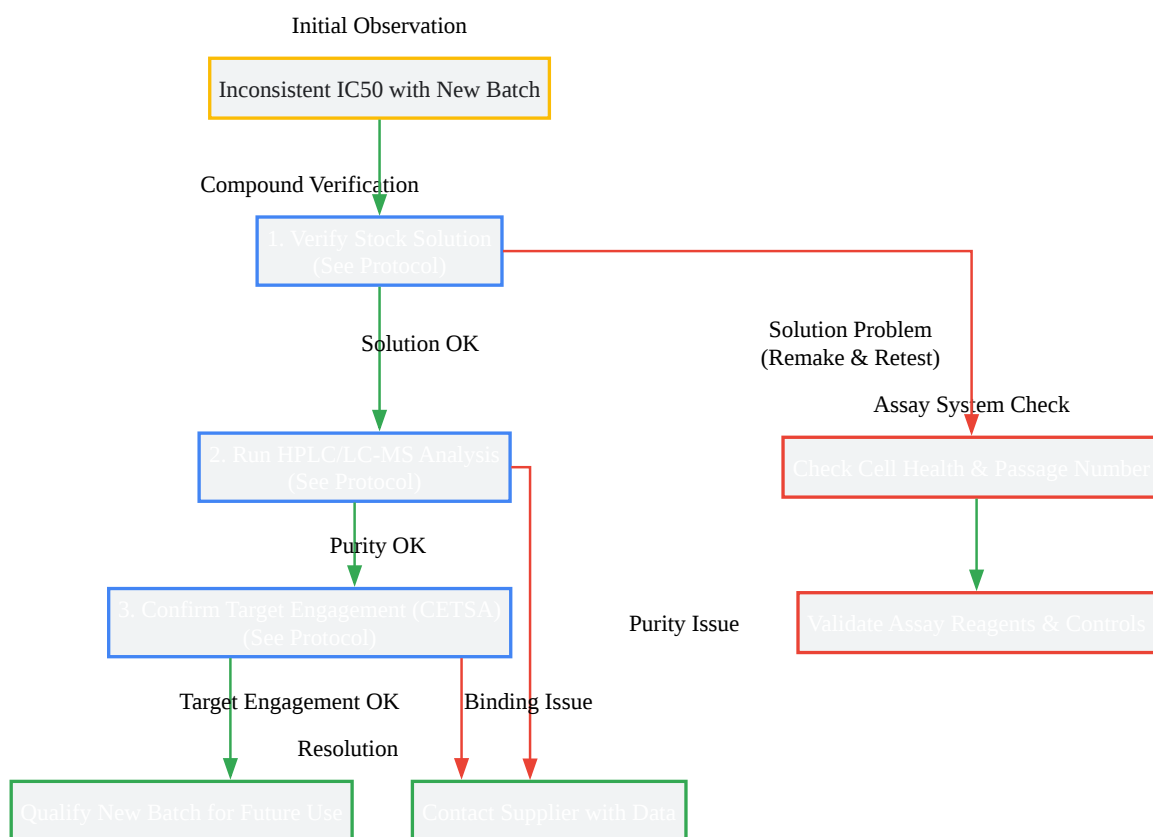 Initial Observation
Inconsistent IC50 with New Batch
Compound Verification
1. Verify Stock Solution
(See Protocol)
Solution OK
Solution Problem
(Remake & Retest)
Assay System Check
2. Run HPLC/LC-MS Analysis
(See Protocol)
Check Cell Health & Passage Number
Purity OK
3. Confirm Target Engagement (CETSA)
(See Protocol)
Purity Issue
Validate Assay Reagents & Controls
Target Engagement OK
Binding Issue
Resolution
Qualify New Batch for Future Use
Contact Supplier with Data